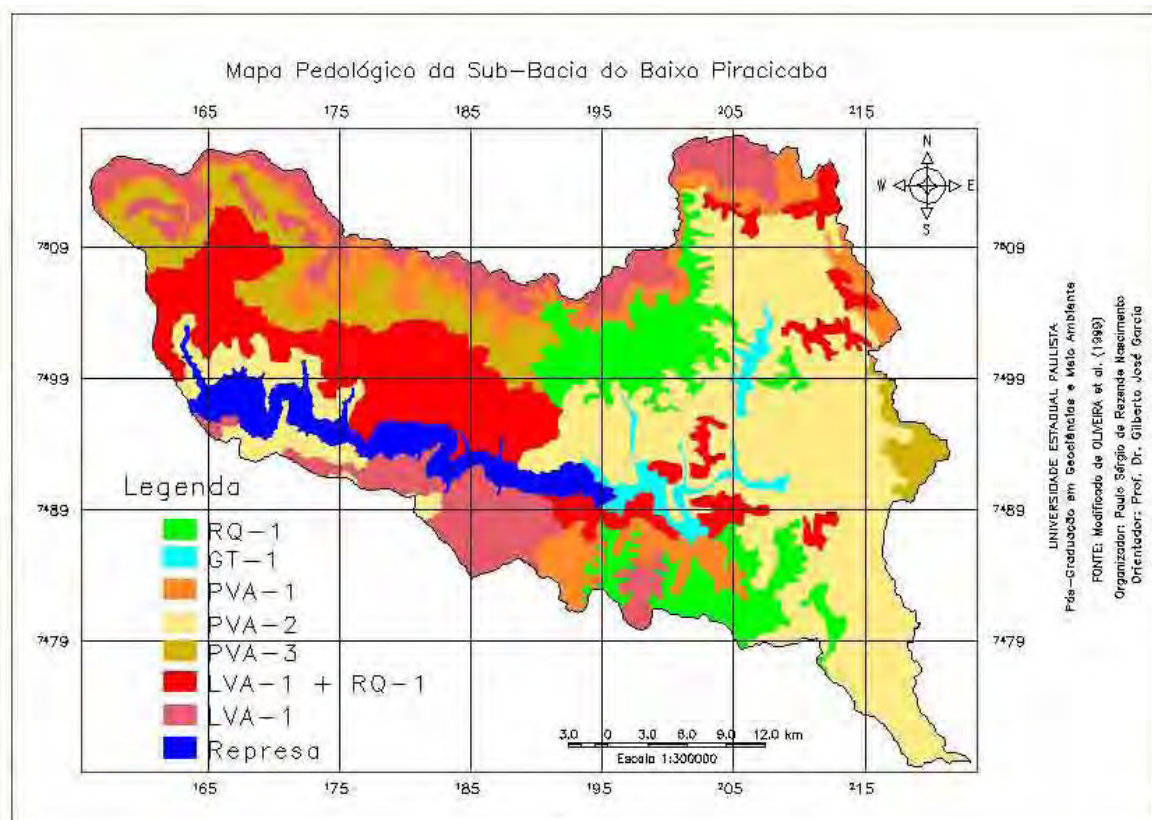 Mapa Pedológico da Sub-Bacia do Baixo Piracicaba
165 175 185 195 205 215
N
W E
S
7509 7509
7499 7499
7489 7489
7479 7479
Legenda
RQ-1
GT-1
PVA-1
PVA-2
PVA-3
LVA-1 + RQ-1
LVA-1
Represa
3.0 0 3.0 6.0 9.0 12.0 km
Escala 1:300000
165 175 185 195 205 215
UNIVERSIDADE ESTADUAL PAULISTA
Pós-Graduação em Geociências e Meio Ambiente
FONTE: Modificado de OLIVEIRA et al. (1999)
Organizador: Paulo Sérgio de Rezende Nascimento
Orientador: Prof. Dr. Gilberto José Garcia